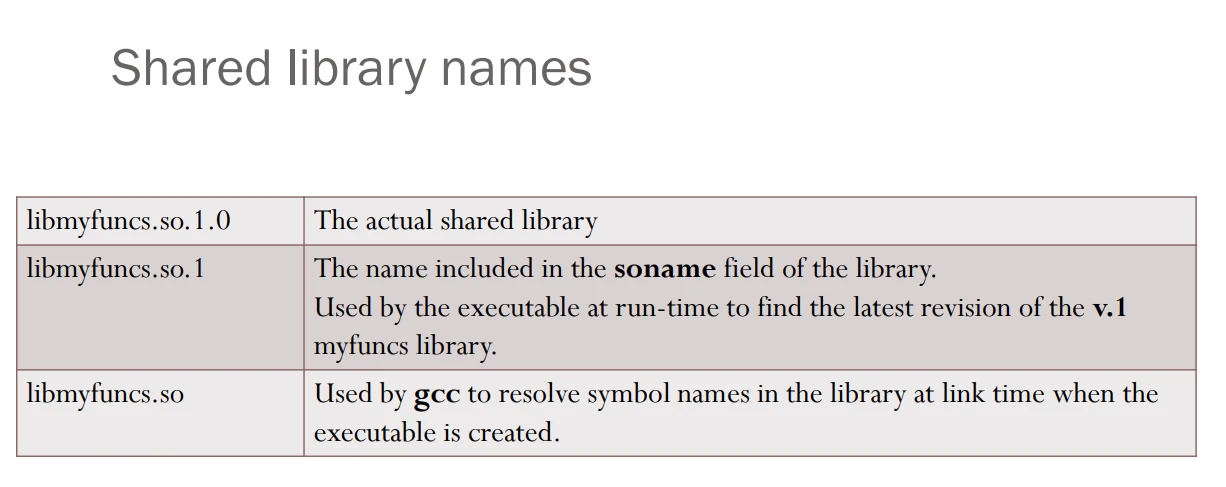 Shared library names
libmyfuncs.so.1.0
The actual shared library
libmyfuncs.so.1
The name included in the soname field of the library.
Used by the executable at run-time to find the latest revision of the v.1
myfuncs library.
libmyfuncs.so
Used by gcc to resolve symbol names in the library at link time when the
executable is created.